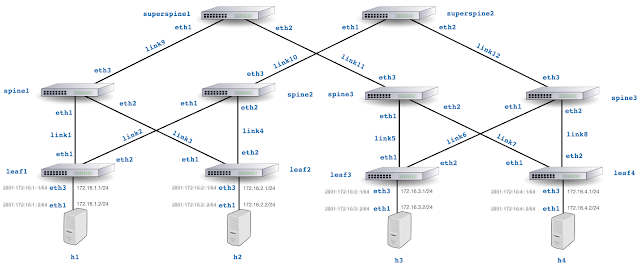 superspine1
superspine2
eth1
eth2
eth1
eth2
link9
link10
link11
link12
eth3
eth3
eth3
eth3
spine1
spine2
spine3
spine3
eth1
eth2
eth1
eth2
eth1
eth2
eth1
eth2
link1
link2
link3
link4
link5
link6
link7
link8
eth1
eth2
eth1
eth2
eth1
eth2
eth1
eth2
leaf1
leaf2
leaf3
leaf4
2001:172:16:1::1/64 eth3 172.16.1.1/24
2001:172:16:2::1/64 eth3 172.16.2.1/24
2001:172:16:3::1/64 eth3 172.16.3.1/24
2001:172:16:4::1/64 eth3 172.16.4.1/24
2001:172:16:1::2/64 eth1 172.16.1.2/24
2001:172:16:2::2/64 eth1 172.16.2.2/24
2001:172:16:3::2/64 eth1 172.16.3.2/24
2001:172:16:4::2/64 eth1 172.16.4.2/24
h1
h2
h3
h4